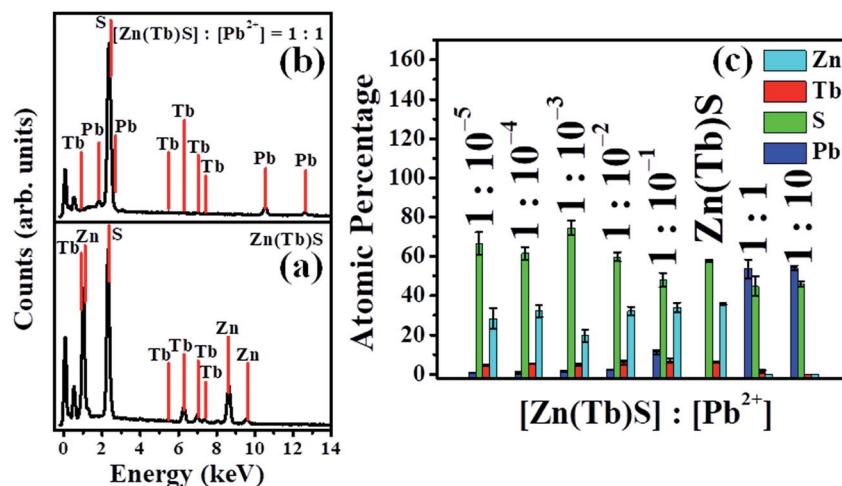 S
[Zn(Tb)S] : [Pb²⁺] = 1 : 1
(b)
Tb
Pb
Pb
Tb
Tb
Tb
Tb
Pb
Pb
Zn(Tb)S
(a)
Tb
Zn
S
Tb
Tb
Tb
Tb
Zn
Zn
Counts (arb. units)
0 2 4 6 8 10 12 14
Energy (keV)
(c)
Zn
Tb
S
Pb
160
140
120
100
80
60
40
20
0
Atomic Percentage
1 : 10⁻⁵
1 : 10⁻⁴
1 : 10⁻³
1 : 10⁻²
1 : 10⁻¹
Zn(Tb)S
1 : 1
1 : 10
[Zn(Tb)S] : [Pb²⁺]